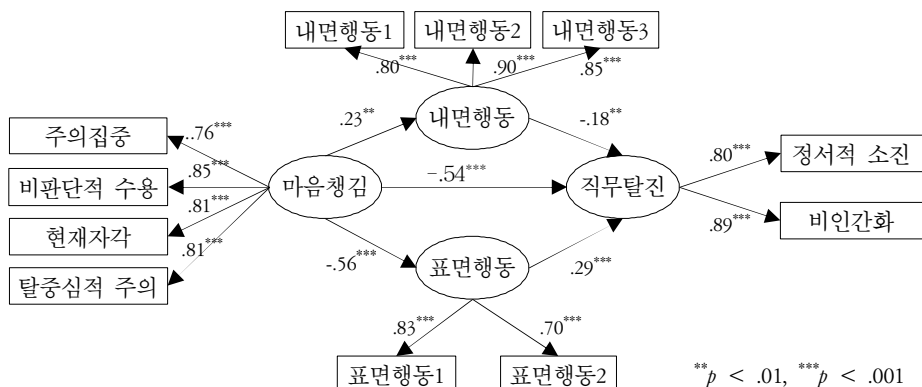 내면행동1 내면행동2 내면행동3
.80*** .90*** .85***
내면행동
.23** -.18**
주의집중 ..76***
정서적 소진 .80***
비판단적 수용 .85***
마음챙김 -.54*** 직무탈진
현재자각 .81***
비인간화 .89***
탈중심적 주의 .81***
-.56*** .29***
표면행동
.83*** .70***
표면행동1 표면행동2
**p < .01, ***p < .001